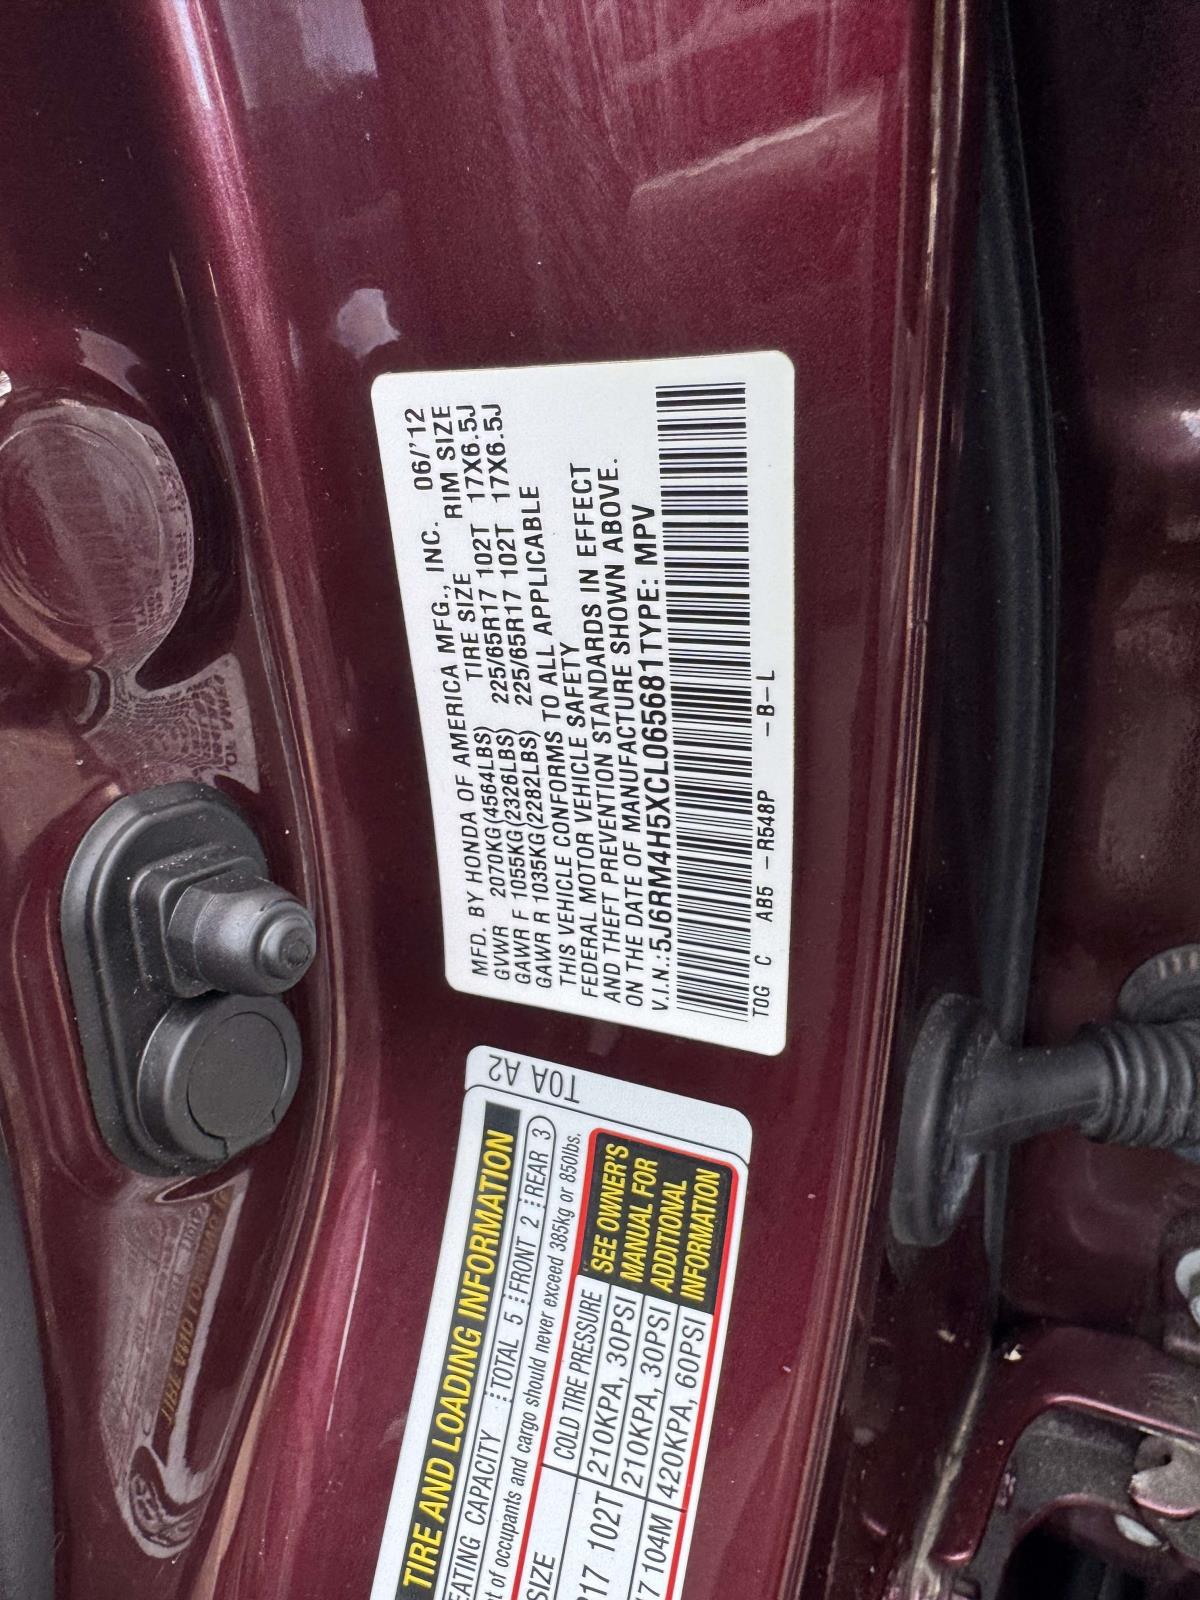 MFD. BY HONDA OF AMERICA MFG., INC. 06/'12
TIRE SIZE RIM SIZE
GVWR 2070KG(4564LBS)
GAWR F 1055KG(2326LBS) 225/65R17 102T 17X6.5J
GAWR R 1035KG(2282LBS) 225/65R17 102T 17X6.5J
THIS VEHICLE CONFORMS TO ALL APPLICABLE
FEDERAL MOTOR VEHICLE SAFETY
AND THEFT PREVENTION STANDARDS IN EFFECT
ON THE DATE OF MANUFACTURE SHOWN ABOVE.
V.I.N.:5J6RM4H5XCL065681TYPE: MPV
TOG C AB5 -R548P -B-L
T0A A2
TIRE AND LOADING INFORMATION
CAPACITY TOTAL 5 FRONT 2 REAR 3
of occupants and cargo should never exceed 385kg or 850lbs.
SIZE COLD TIRE PRESSURE
102T 210KPA, 30PSI
210KPA, 30PSI
104M 420KPA, 60PSI
SEE OWNER'S
MANUAL FOR
ADDITIONAL
INFORMATION